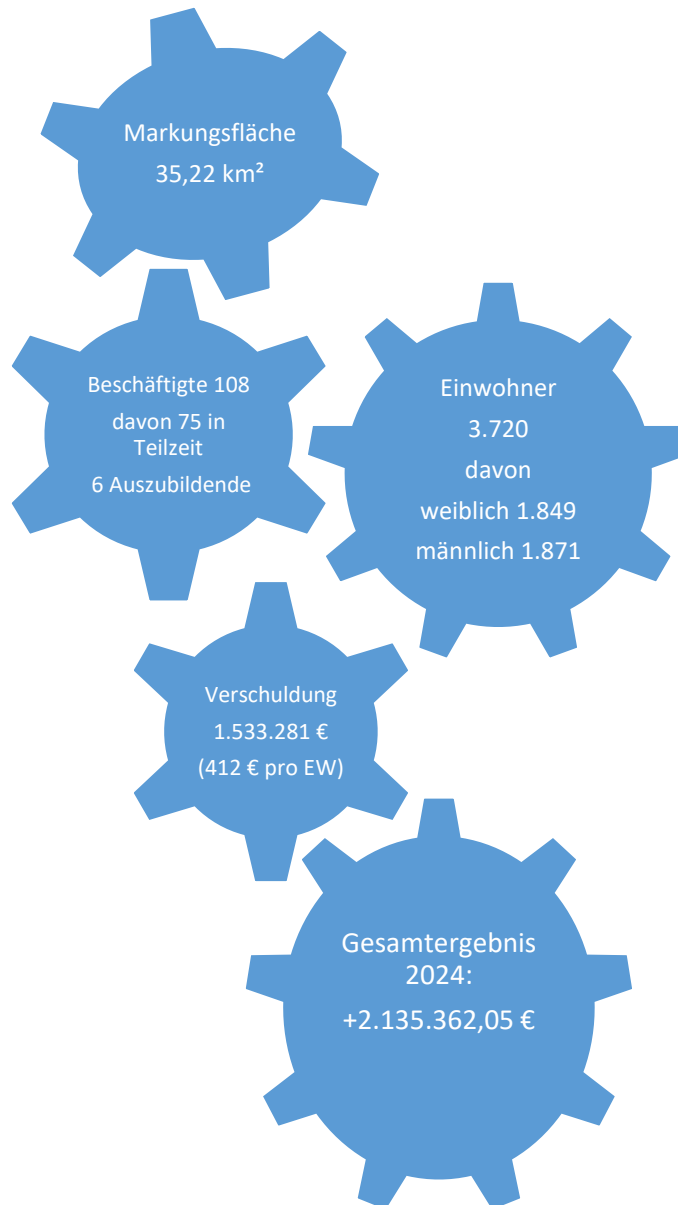 Markungsfläche
35,22 km²
Beschäftigte 108
davon 75 in
Teilzeit
6 Auszubildende
Einwohner
3.720
davon
weiblich 1.849
männlich 1.871
Verschuldung
1.533.281 €
(412 € pro EW)
Gesamtergebnis
2024:
+2.135.362,05 €